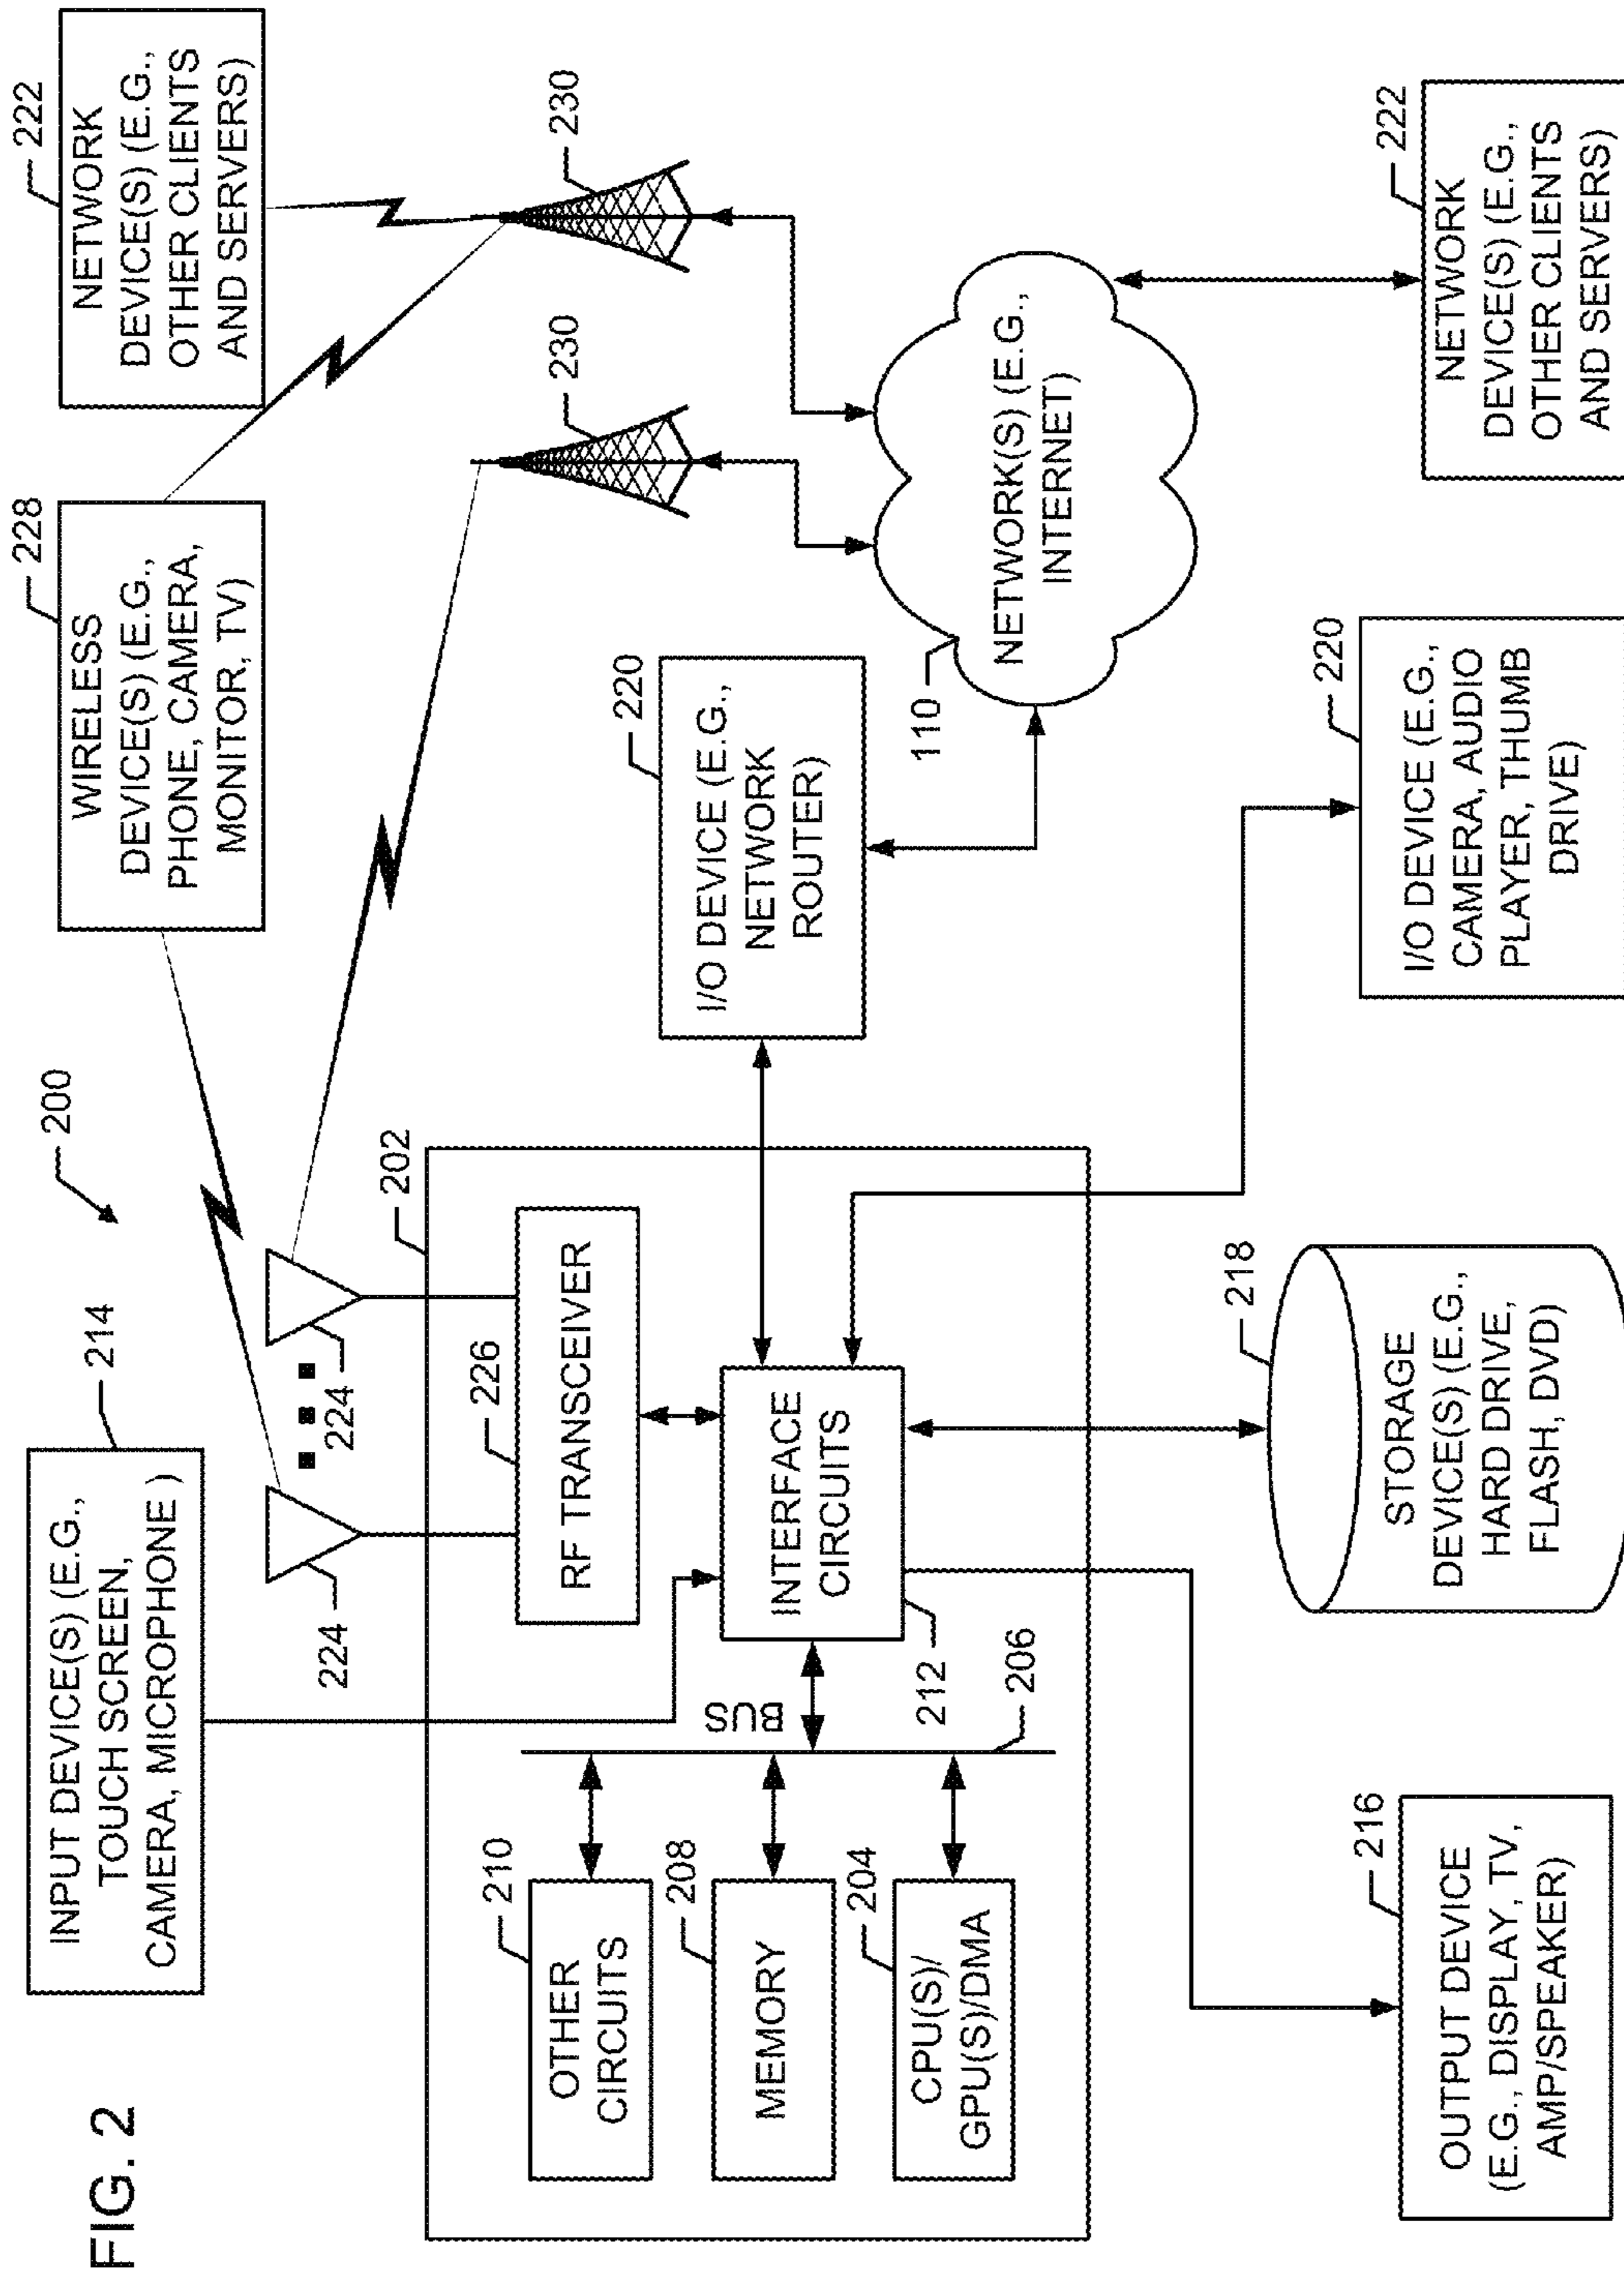 FIG. 2
200
INPUT DEVICE(S) (E.G.,
TOUCH SCREEN,
CAMERA, MICROPHONE )
214
WIRELESS
DEVICE(S) (E.G.,
PHONE, CAMERA,
MONITOR, TV)
228
NETWORK
DEVICE(S) (E.G.,
OTHER CLIENTS
AND SERVERS)
222
224
224
230
230
202
RF TRANSCEIVER
226
OTHER
CIRCUITS
210
MEMORY
208
CPU(S)/
GPU(S)/DMA
204
BUS
206
INTERFACE
CIRCUITS
212
I/O DEVICE (E.G.,
NETWORK
ROUTER)
220
110
NETWORK(S) (E.G.,
INTERNET)
OUTPUT DEVICE
(E.G., DISPLAY, TV,
AMP/SPEAKER)
216
STORAGE
DEVICE(S) (E.G.,
HARD DRIVE,
FLASH, DVD)
218
I/O DEVICE (E.G.,
CAMERA, AUDIO
PLAYER, THUMB
DRIVE)
220
NETWORK
DEVICE(S) (E.G.,
OTHER CLIENTS
AND SERVERS)
222